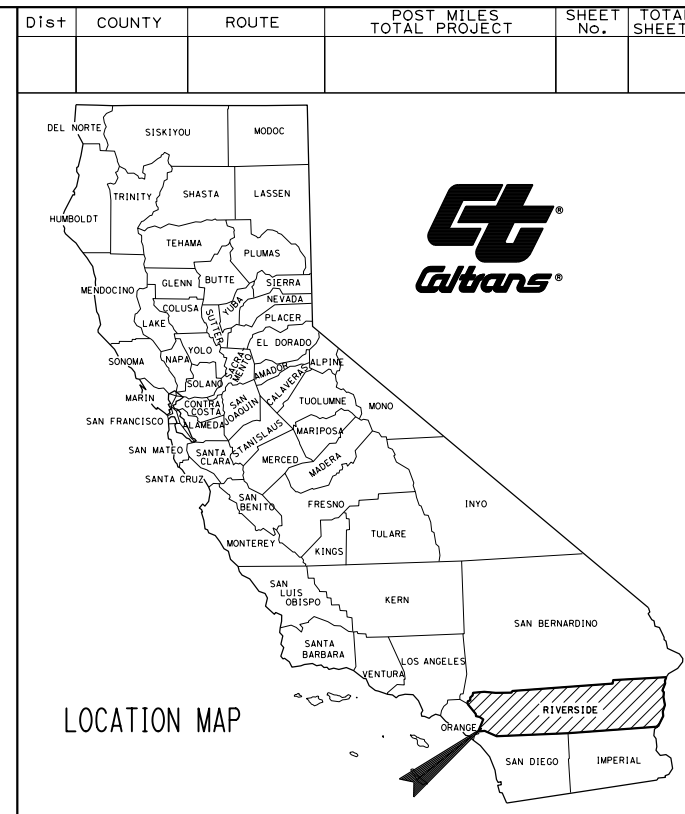 Dist COUNTY ROUTE POST MILES TOTAL PROJECT SHEET No. TOTAL SHEET
DEL NORTE
SISKIYOU
MODOC
TRINITY
SHASTA
LASSEN
HUMBOLDT
Ct®
Caltrans®
TEHAMA
PLUMAS
MENDOCINO
GLENN
BUTTE
SIERRA
YUBA
NEVADA
COLUSA
SUTTER
PLACER
LAKE
YOLO
EL DORADO
SONOMA
NAPA
SACRA
MENTO
AMADOR
ALPINE
SOLANO
CALAVERAS
MARIN
CONTRA
COSTA
SAN
JOAQUIN
TUOLUMNE
MONO
SAN FRANCISCO
ALAMEDA
STANISLAUS
MARIPOSA
SAN MATEO
SANTA
CLARA
MERCED
MADERA
SANTA CRUZ
SAN
BENITO
FRESNO
INYO
MONTEREY
KINGS
TULARE
SAN
LUIS
OBISPO
KERN
SAN BERNARDINO
SANTA
BARBARA
VENTURA
LOS ANGELES
LOCATION MAP
ORANGE
RIVERSIDE
SAN DIEGO
IMPERIAL